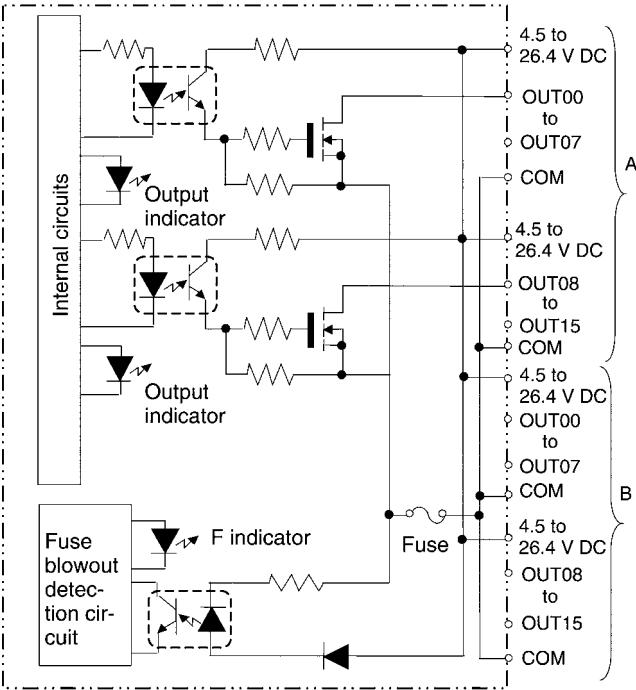 Internal circuits
Output
indicator
Output
indicator
4.5 to
26.4 V DC
OUT00
to
OUT07
COM
4.5 to
26.4 V DC
OUT08
to
OUT15
COM
A
4.5 to
26.4 V DC
OUT00
to
OUT07
COM
4.5 to
26.4 V DC
OUT08
to
OUT15
COM
B
Fuse
Fuse
blowout
detec-
tion cir-
cuit
F indicator